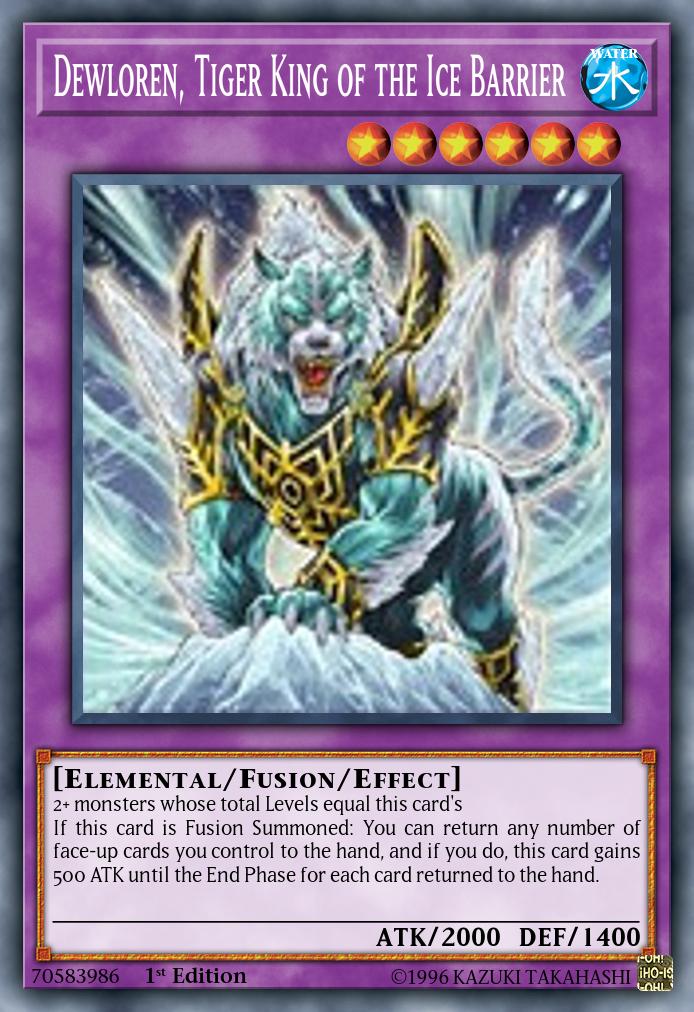 DEWLOREN, TIGER KING OF THE ICE BARRIER
WATER
水
[ELEMENTAL/FUSION/EFFECT]
2+ monsters whose total Levels equal this card's
If this card is Fusion Summoned: You can return any number of
face-up cards you control to the hand, and if you do, this card gains
500 ATK until the End Phase for each card returned to the hand.
ATK/2000 DEF/1400
70583986 1st Edition ©1996 KAZUKI TAKAHASHI